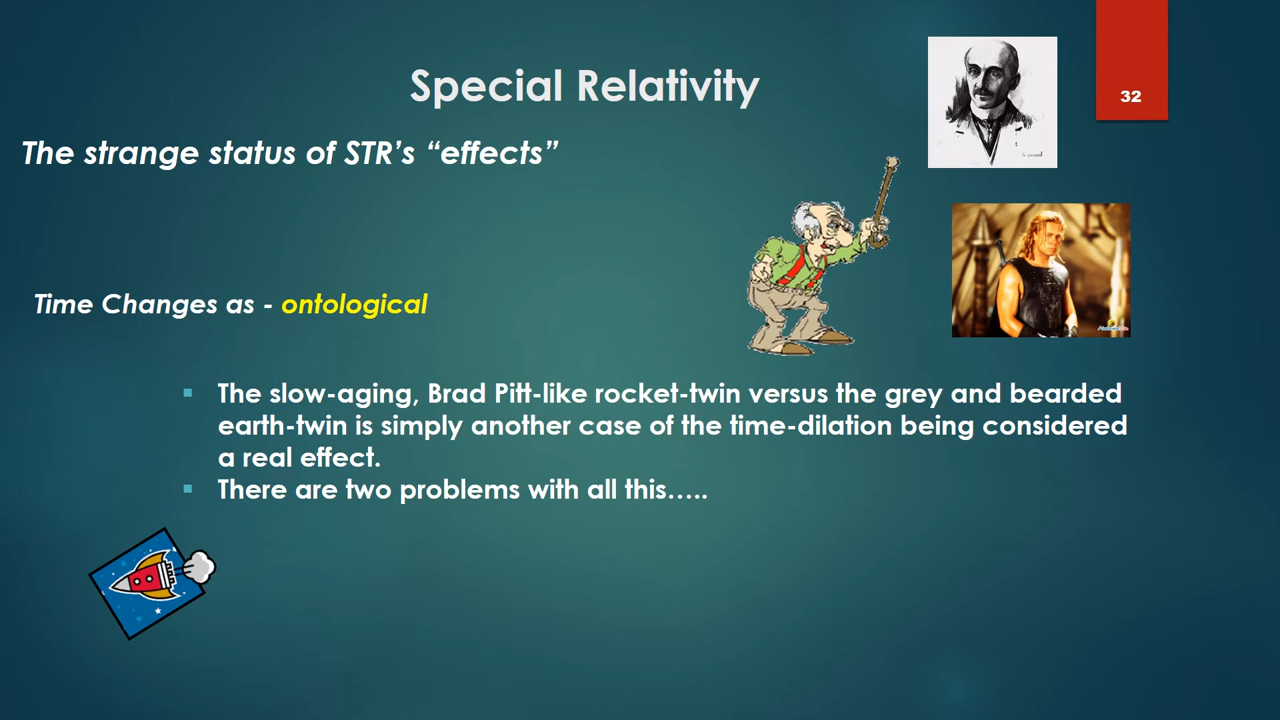 Special Relativity
32
The strange status of STR's “effects”
Time Changes as - ontological
▪ The slow-aging, Brad Pitt-like rocket-twin versus the grey and bearded
earth-twin is simply another case of the time-dilation being considered
a real effect.
▪ There are two problems with all this…..